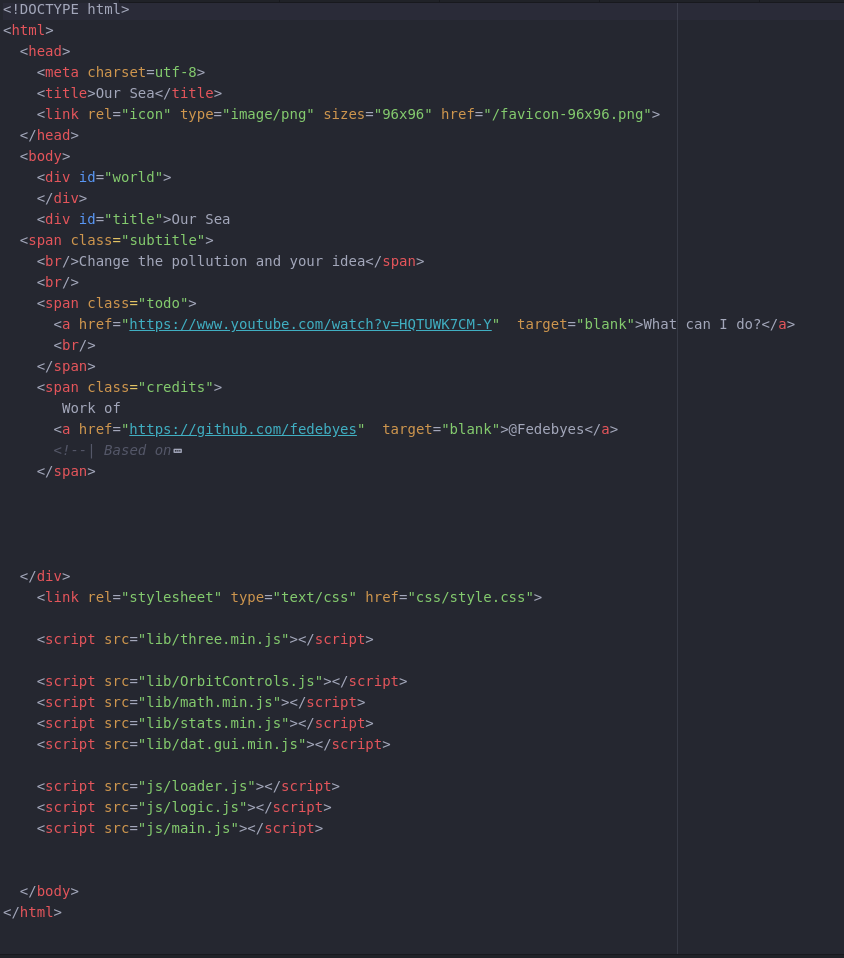 <!DOCTYPE html>
<html>
  <head>
    <meta charset=utf-8>
    <title>Our Sea</title>
    <link rel="icon" type="image/png" sizes="96x96" href="/favicon-96x96.png">
  </head>
  <body>
    <div id="world">
    </div>
    <div id="title">Our Sea
  <span class="subtitle">
    <br/>Change the pollution and your idea</span>
    <br/>
    <span class="todo">
      <a href="https://www.youtube.com/watch?v=HQTUWK7CM-Y"  target="blank">What can I do?</a>
      <br/>
    </span>
    <span class="credits">
       Work of
      <a href="https://github.com/fedebyes"  target="blank">@Fedebyes</a>
      <!--| Based on
    </span>
  </div>
    <link rel="stylesheet" type="text/css" href="css/style.css">
    <script src="lib/three.min.js"></script>
    <script src="lib/OrbitControls.js"></script>
    <script src="lib/math.min.js"></script>
    <script src="lib/stats.min.js"></script>
    <script src="lib/dat.gui.min.js"></script>
    <script src="js/loader.js"></script>
    <script src="js/logic.js"></script>
    <script src="js/main.js"></script>
  </body>
</html>